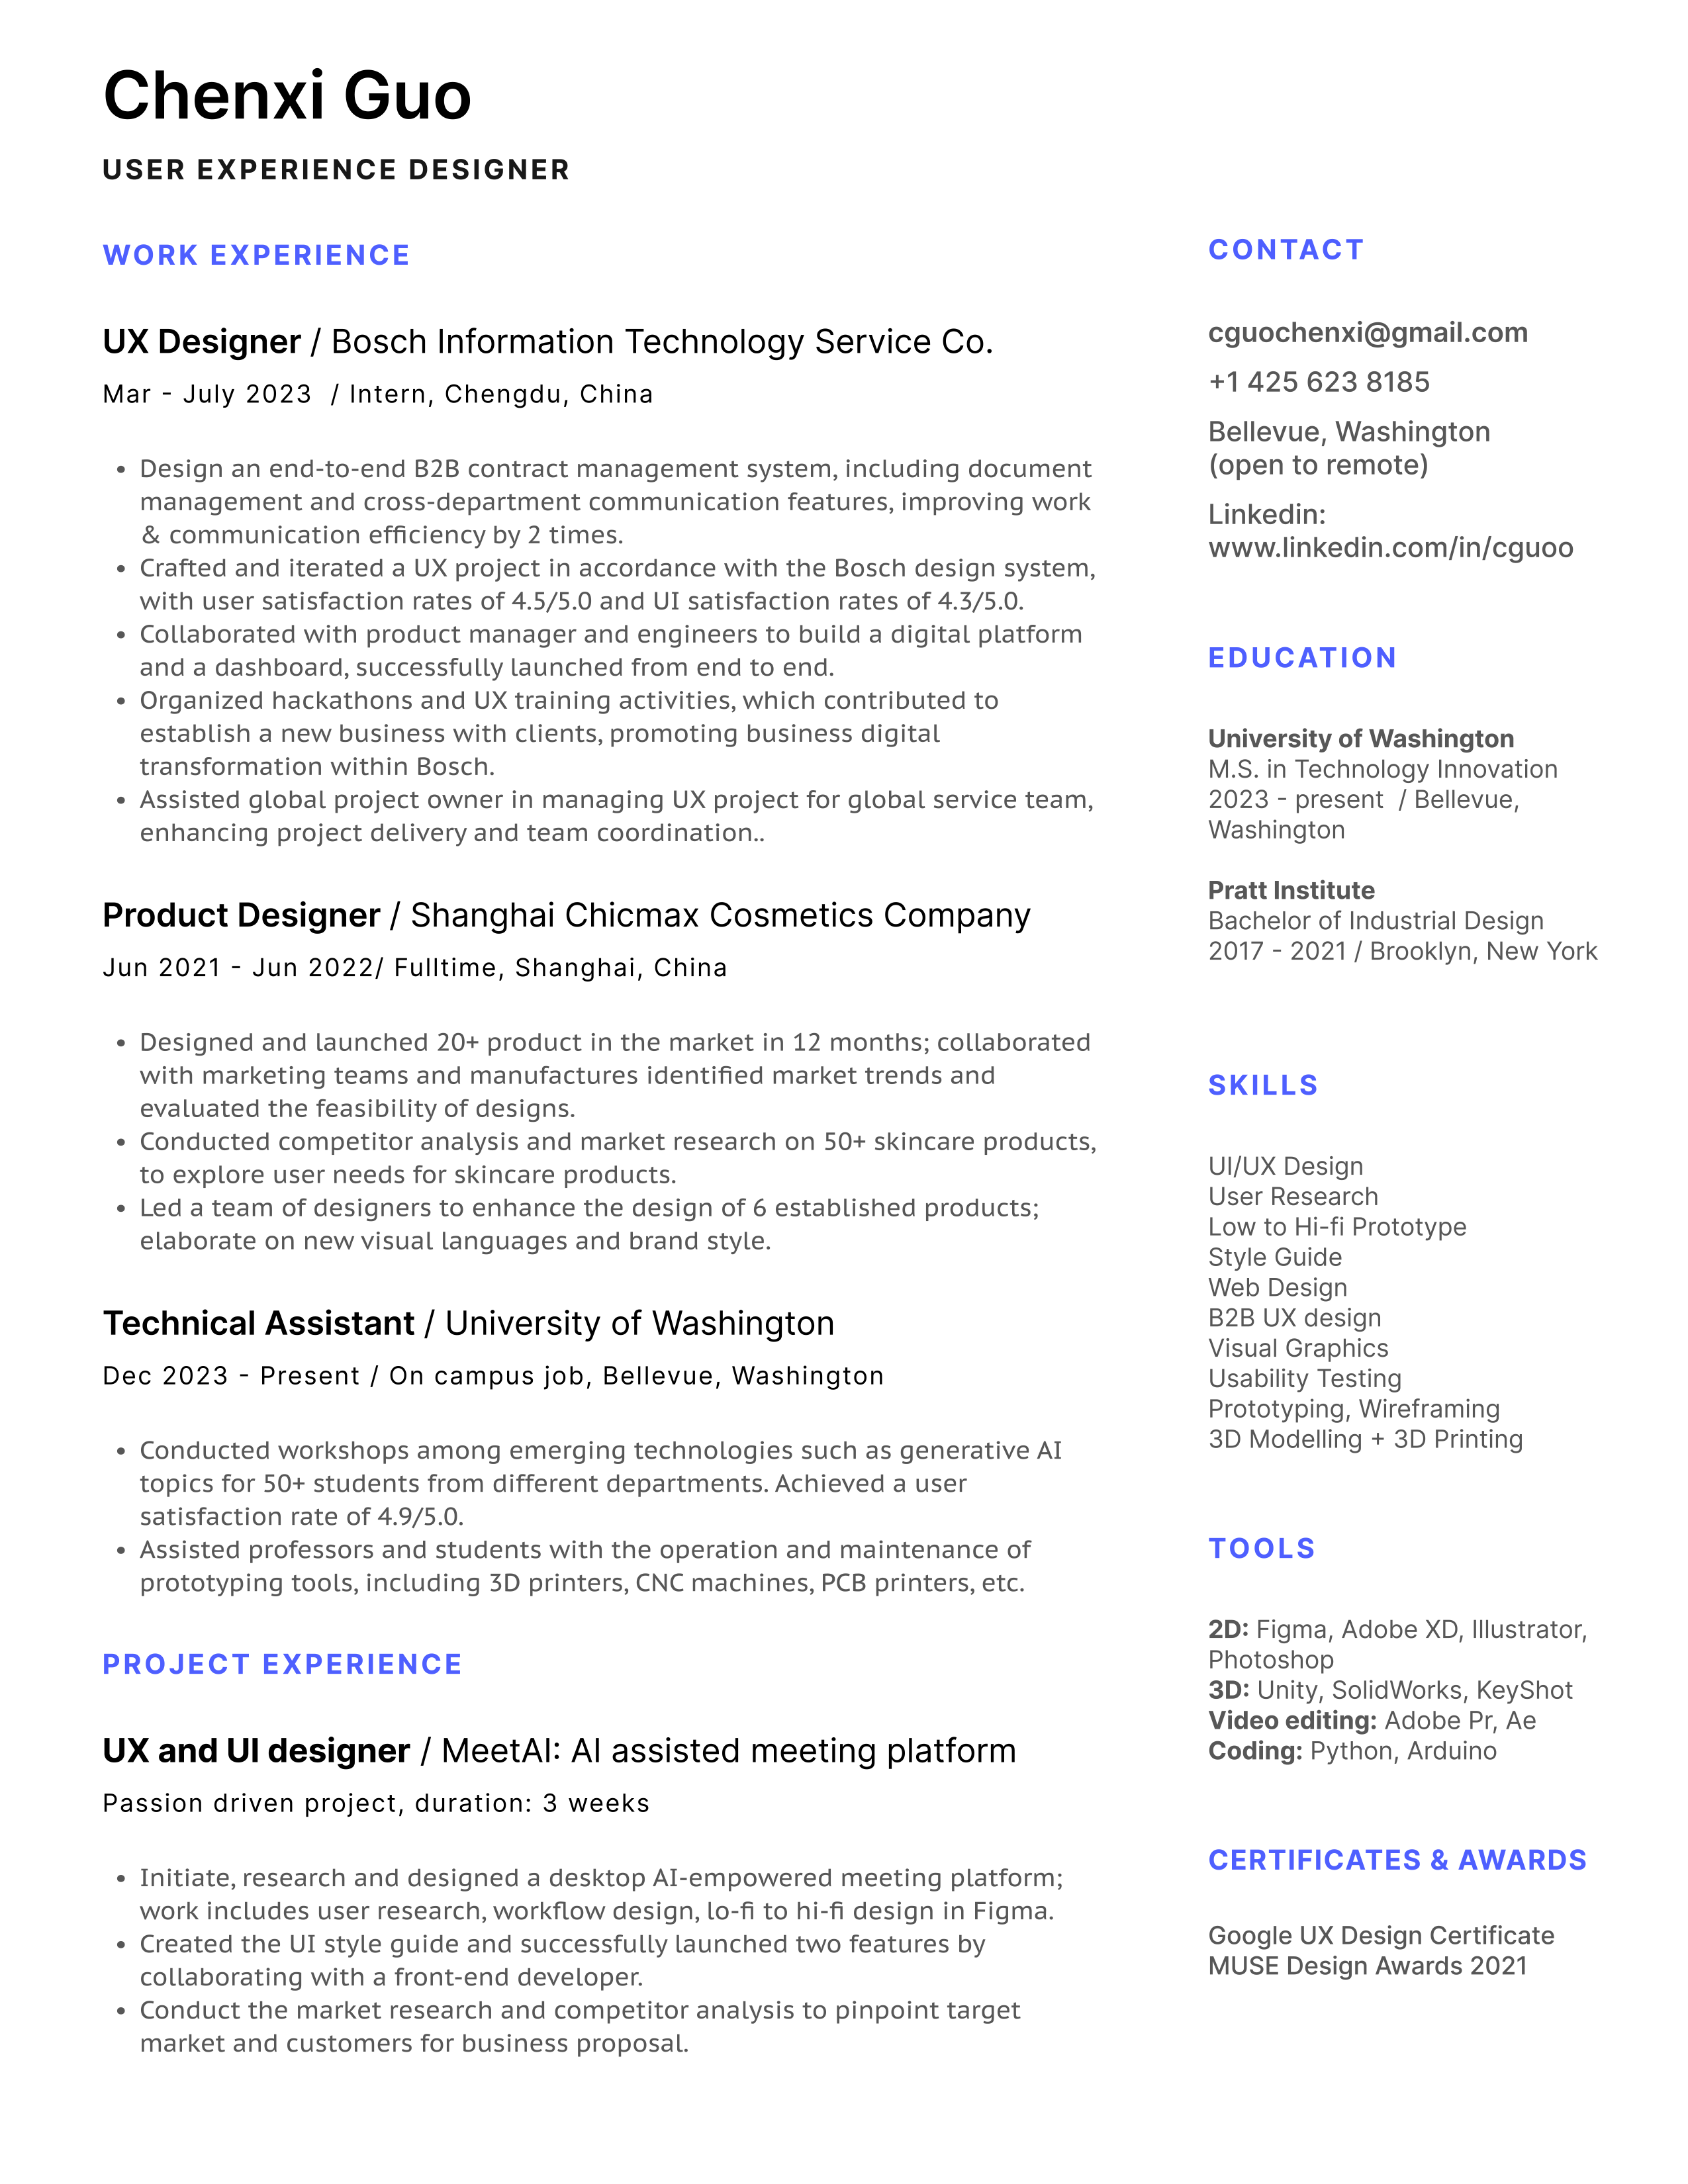 Chenxi Guo
USER EXPERIENCE DESIGNER
WORK EXPERIENCE
UX Designer / Bosch Information Technology Service Co.
Mar - July 2023  / Intern, Chengdu, China
• Design an end-to-end B2B contract management system, including document
management and cross-department communication features, improving work
& communication efficiency by 2 times.
• Crafted and iterated a UX project in accordance with the Bosch design system,
with user satisfaction rates of 4.5/5.0 and UI satisfaction rates of 4.3/5.0.
• Collaborated with product manager and engineers to build a digital platform
and a dashboard, successfully launched from end to end.
• Organized hackathons and UX training activities, which contributed to
establish a new business with clients, promoting business digital
transformation within Bosch.
• Assisted global project owner in managing UX project for global service team,
enhancing project delivery and team coordination..
Product Designer / Shanghai Chicmax Cosmetics Company
Jun 2021 - Jun 2022/ Fulltime, Shanghai, China
• Designed and launched 20+ product in the market in 12 months; collaborated
with marketing teams and manufactures identified market trends and
evaluated the feasibility of designs.
• Conducted competitor analysis and market research on 50+ skincare products,
to explore user needs for skincare products.
• Led a team of designers to enhance the design of 6 established products;
elaborate on new visual languages and brand style.
Technical Assistant / University of Washington
Dec 2023 - Present / On campus job, Bellevue, Washington
• Conducted workshops among emerging technologies such as generative AI
topics for 50+ students from different departments. Achieved a user
satisfaction rate of 4.9/5.0.
• Assisted professors and students with the operation and maintenance of
prototyping tools, including 3D printers, CNC machines, PCB printers, etc.
PROJECT EXPERIENCE
UX and UI designer / MeetAI: AI assisted meeting platform
Passion driven project, duration: 3 weeks
• Initiate, research and designed a desktop AI-empowered meeting platform;
work includes user research, workflow design, lo-fi to hi-fi design in Figma.
• Created the UI style guide and successfully launched two features by
collaborating with a front-end developer.
• Conduct the market research and competitor analysis to pinpoint target
market and customers for business proposal.
CONTACT
cguochenxi@gmail.com
+1 425 623 8185
Bellevue, Washington
(open to remote)
Linkedin:
www.linkedin.com/in/cguoo
EDUCATION
University of Washington
M.S. in Technology Innovation
2023 - present  / Bellevue,
Washington
Pratt Institute
Bachelor of Industrial Design
2017 - 2021 / Brooklyn, New York
SKILLS
UI/UX Design
User Research
Low to Hi-fi Prototype
Style Guide
Web Design
B2B UX design
Visual Graphics
Usability Testing
Prototyping, Wireframing
3D Modelling + 3D Printing
TOOLS
2D: Figma, Adobe XD, Illustrator,
Photoshop
3D: Unity, SolidWorks, KeyShot
Video editing: Adobe Pr, Ae
Coding: Python, Arduino
CERTIFICATES & AWARDS
Google UX Design Certificate
MUSE Design Awards 2021